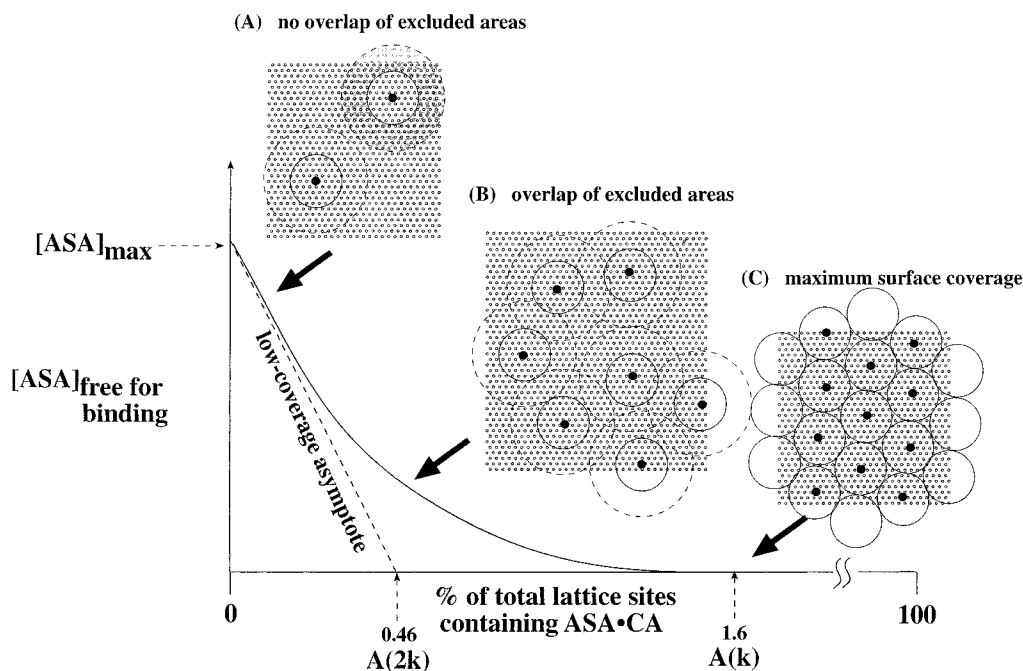 (A) no overlap of excluded areas
(B) overlap of excluded areas
(C) maximum surface coverage
[ASA]max
[ASA]free for
binding
low-coverage asymptote
0
% of total lattice sites
containing ASA•CA
100
0.46
A(2k)
1.6
A(k)